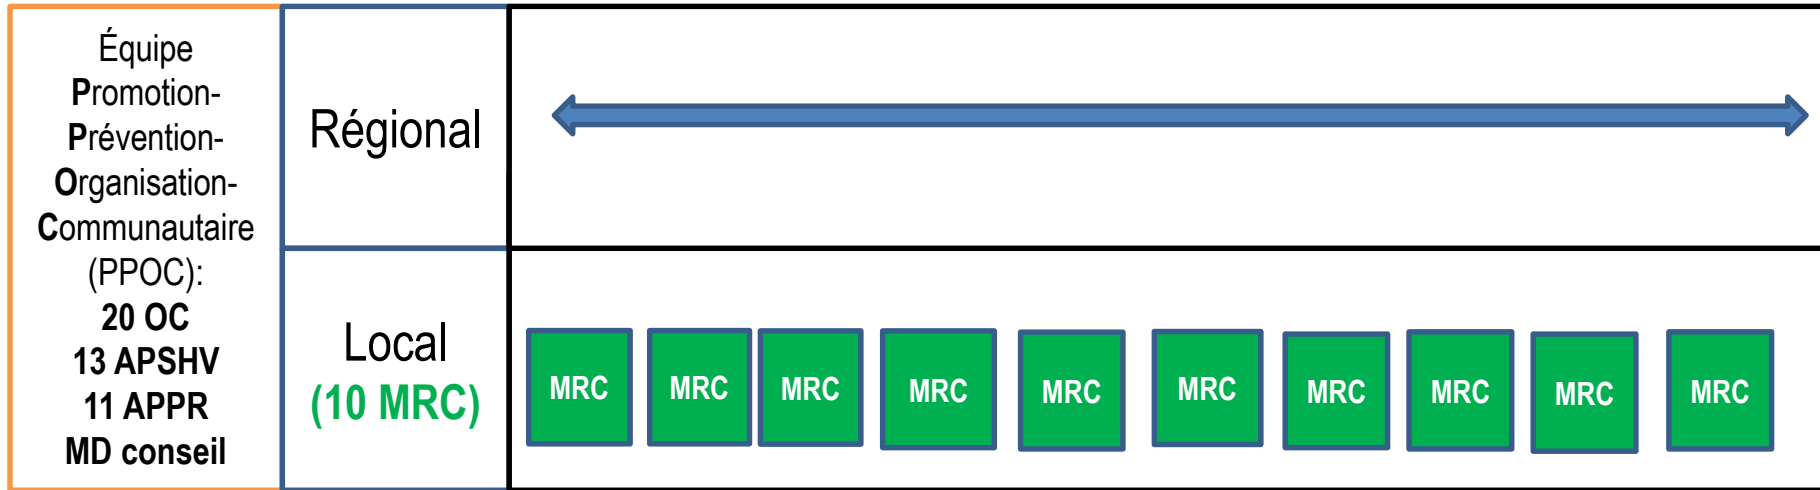 Équipe
Promotion-
Prévention-
Organisation-
Communautaire
(PPOC):
20 OC
13 APSHV
11 APPR
MD conseil
Régional
Local
(10 MRC)
MRC MRC MRC MRC MRC MRC MRC MRC MRC MRC